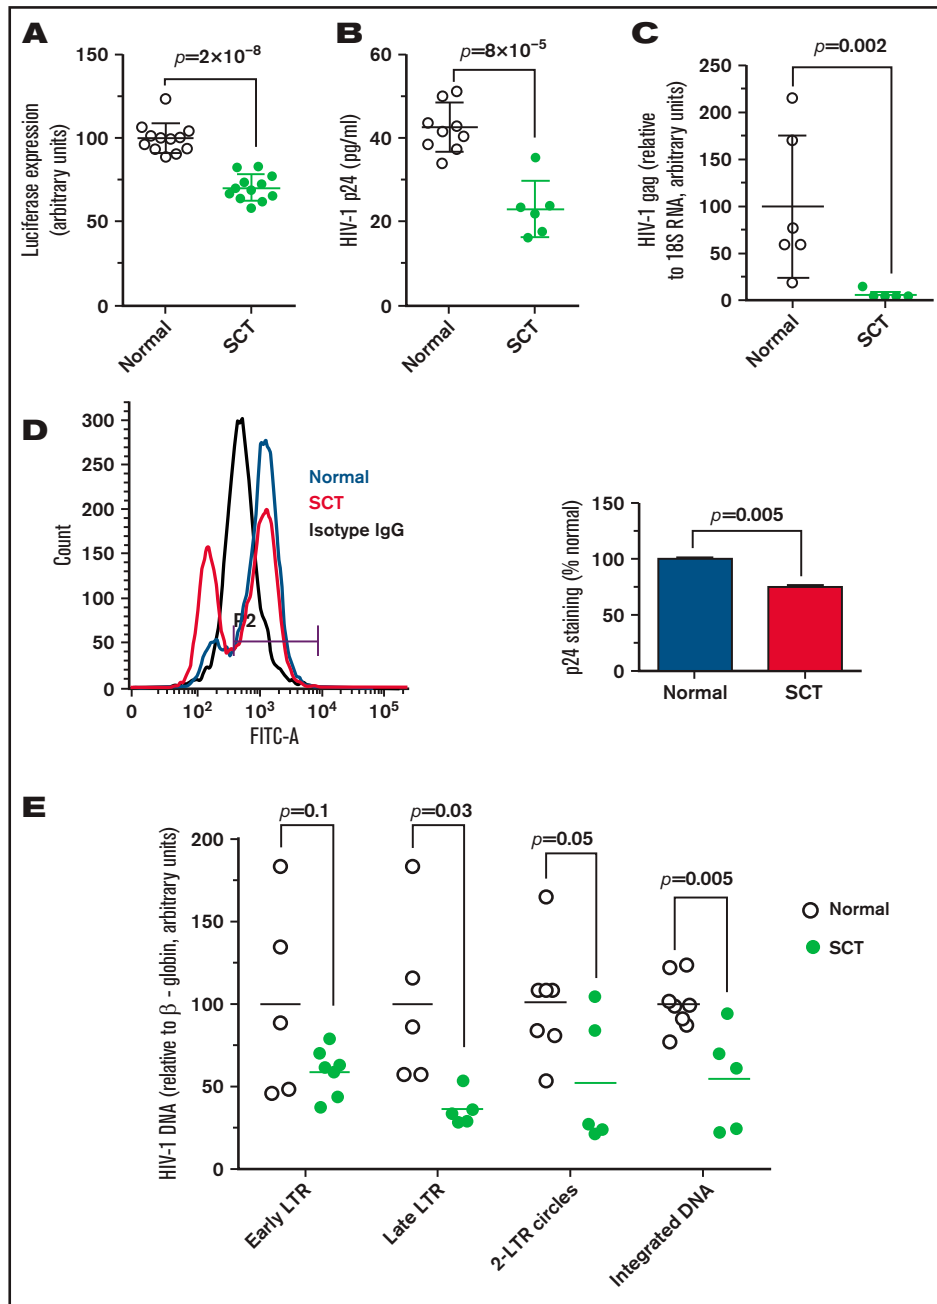 A
p=2×10⁻⁸
Luciferase expression
(arbitrary units)
150
100
50
0
Normal
SCT
B
p=8×10⁻⁵
HIV-1 p24 (pg/ml)
60
40
20
0
Normal
SCT
C
p=0.002
HIV-1 gag (relative
to 18S RNA, arbitrary units)
250
200
150
100
50
0
Normal
SCT
D
Count
300
250
200
150
100
50
0
Normal
SCT
Isotype IgG
P2
0
10²
10³
10⁴
10⁵
FITC-A
p24 staining (% normal)
150
100
50
0
p=0.005
Normal
SCT
E
HIV-1 DNA (relative to β - globin, arbitrary units)
200
150
100
50
0
p=0.1
p=0.03
p=0.05
p=0.005
Normal
SCT
Early LTR
Late LTR
2-LTR circles
Integrated DNA